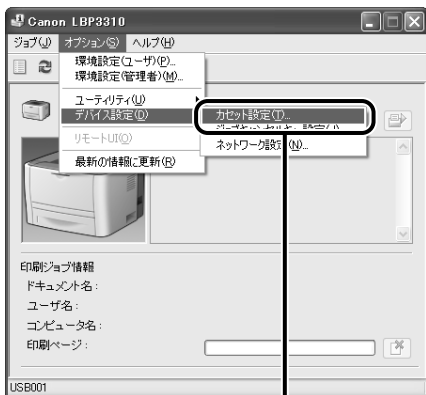 Canon LBP3310
ジョブ(J) オプション(S) ヘルプ(H)
環境設定(ユーザ)(P)...
環境設定(管理者)(M)...
ユーティリティ(U)
デバイス設定(D)
カセット設定(T)...
ネットワーク設定(N)...
リモートUI(O)
最新の情報に更新(R)
印刷ジョブ情報
ドキュメント名:
ユーザ名:
コンピュータ名:
印刷ページ:
USB001